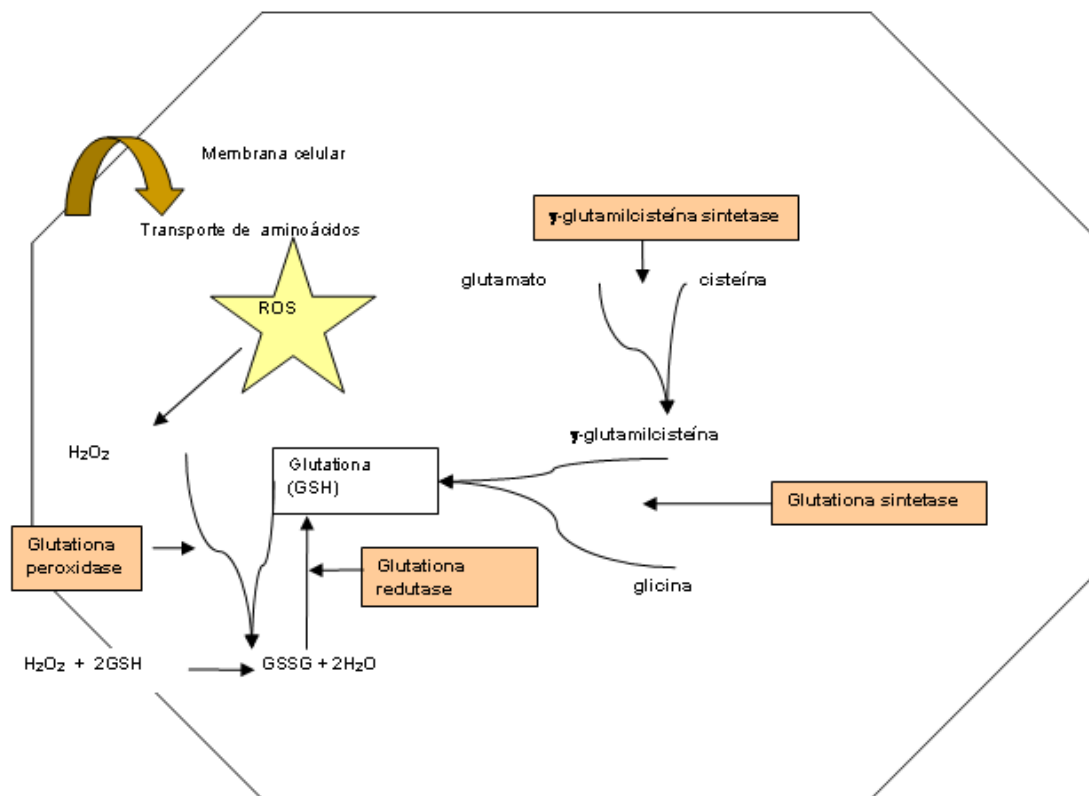 Membrana celular
Transporte de aminoácidos
ROS
γ-glutamilcisteína sintetase
glutamato
cisteína
γ-glutamilcisteína
H₂O₂
Glutationa
(GSH)
Glutationa sintetase
Glutationa
peroxidase
Glutationa
redutase
glicina
H₂O₂ + 2GSH
GSSG + 2H₂O